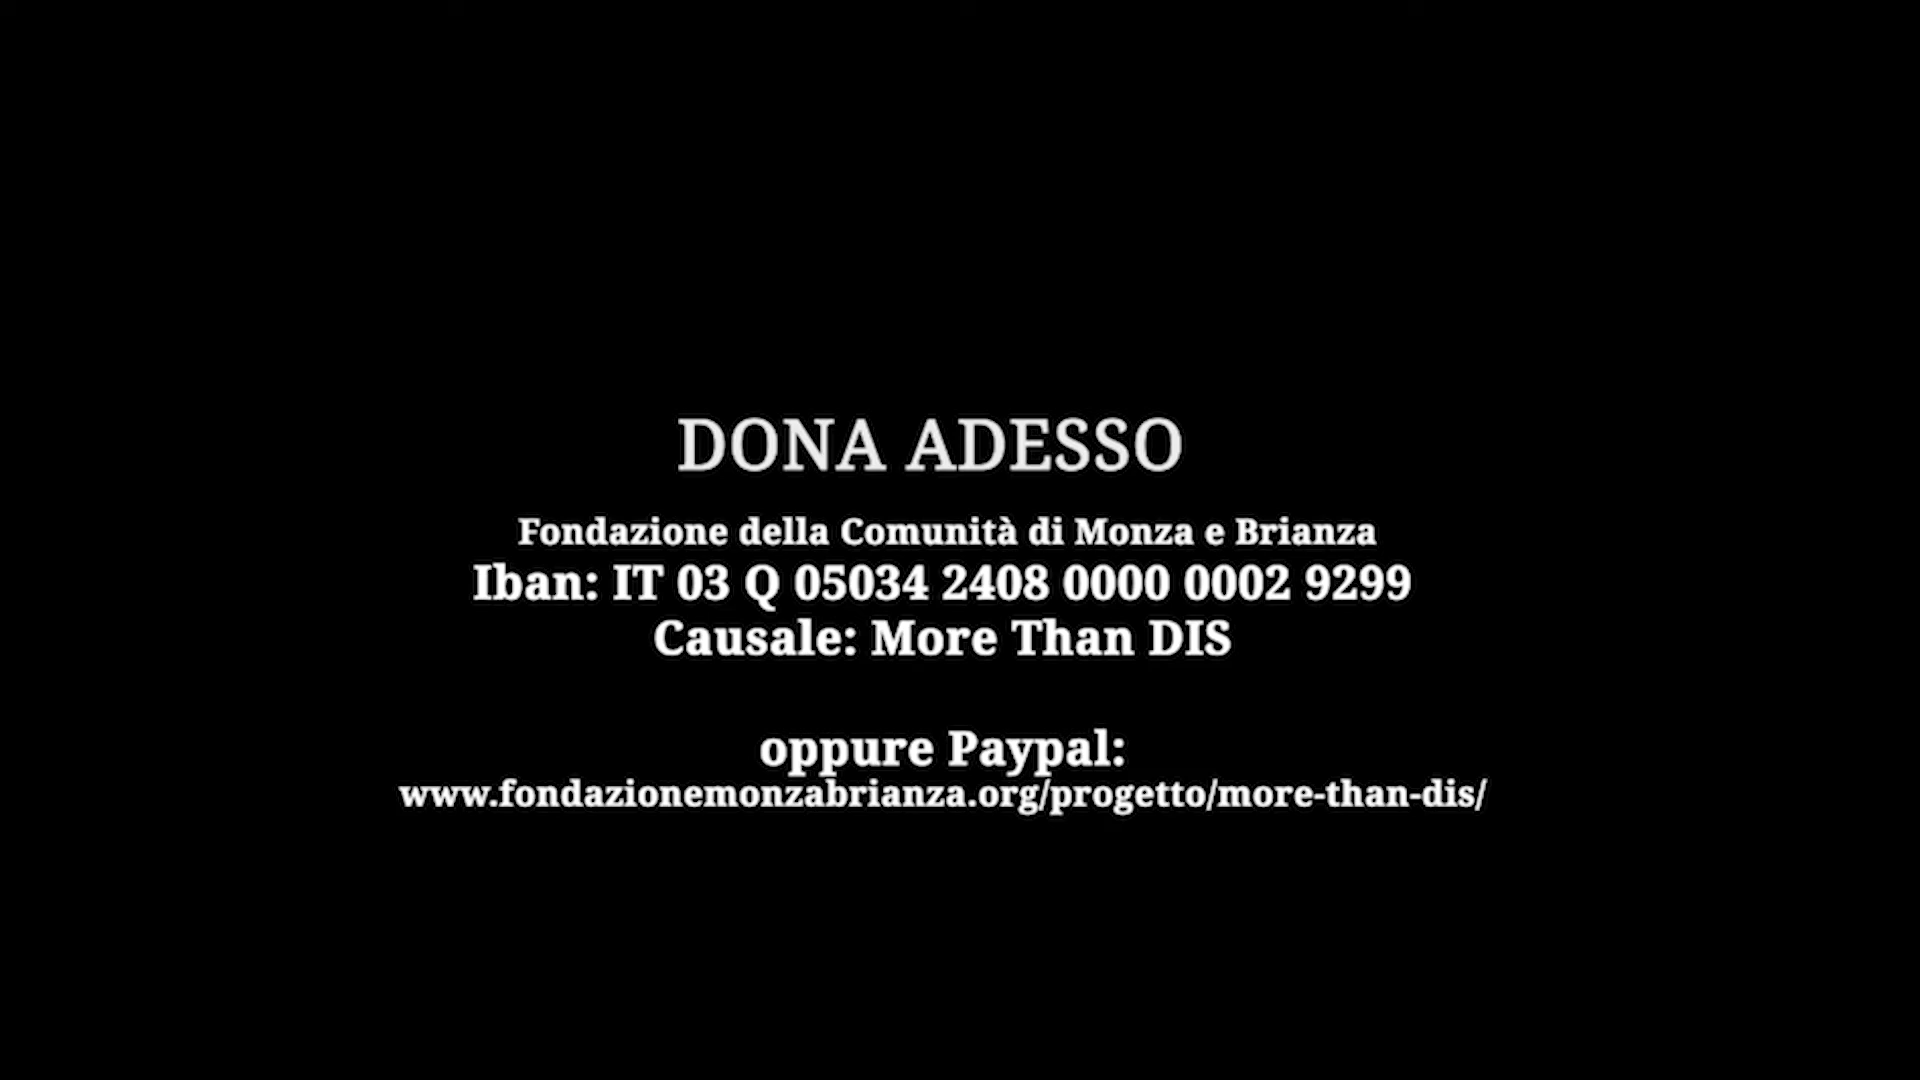 DONA ADESSO
Fondazione della Comunità di Monza e Brianza
Iban: IT 03 Q 05034 2408 0000 0002 9299
Causale: More Than DIS
oppure Paypal:
www.fondazionemonzabrianza.org/progetto/more-than-dis/